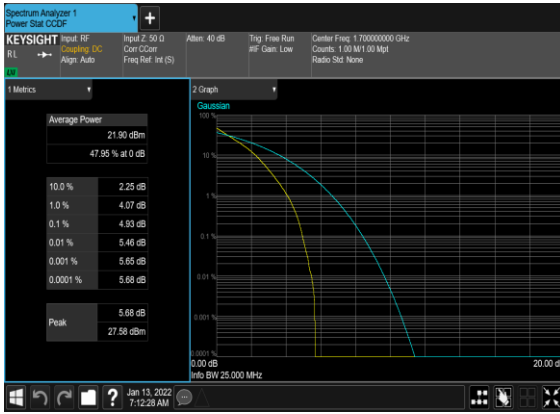 Spectrum Analyzer 1
Power Stat CCDF
KEYSIGHT
RL
LV
Input: RF
Coupling: DC
Align: Auto
Input Z: 50 Ω
Corr CCorr
Freq Ref: Int (S)
Atten: 40 dB
Trig: Free Run
#IF Gain: Low
Center Freq: 1.700000000 GHz
Counts: 1.00 M/1.00 Mpt
Radio Std: None
1 Metrics
Average Power
21.90 dBm
47.95 % at 0 dB
10.0 % 2.25 dB
1.0 % 4.07 dB
0.1 % 4.93 dB
0.01 % 5.46 dB
0.001 % 5.65 dB
0.0001 % 5.68 dB
Peak
5.68 dB
27.58 dBm
2 Graph
Gaussian
100 %
10 %
1 %
0.1 %
0.01 %
0.001 %
0.0001 %
0.00 dB
20.00 d
Info BW 25.000 MHz
?
Jan 13, 2022
7:12:28 AM